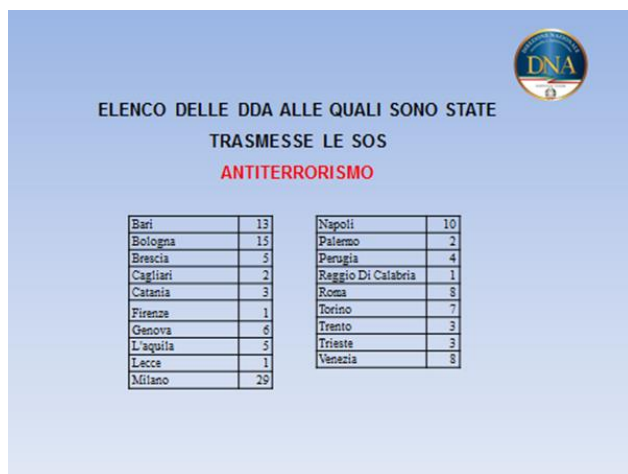 DIREZIONE NAZIONALE
DNA
ELENCO DELLE DDA ALLE QUALI SONO STATE
TRASMESSE LE SOS
ANTITERRORISMO
Bari 13
Bologna 15
Brescia 5
Cagliari 2
Catania 3
Firenze 1
Genova 6
L'aquila 5
Lecce 1
Milano 29
Napoli 10
Palermo 2
Perugia 4
Reggio Di Calabria 1
Roma 8
Torino 7
Trento 3
Trieste 3
Venezia 8